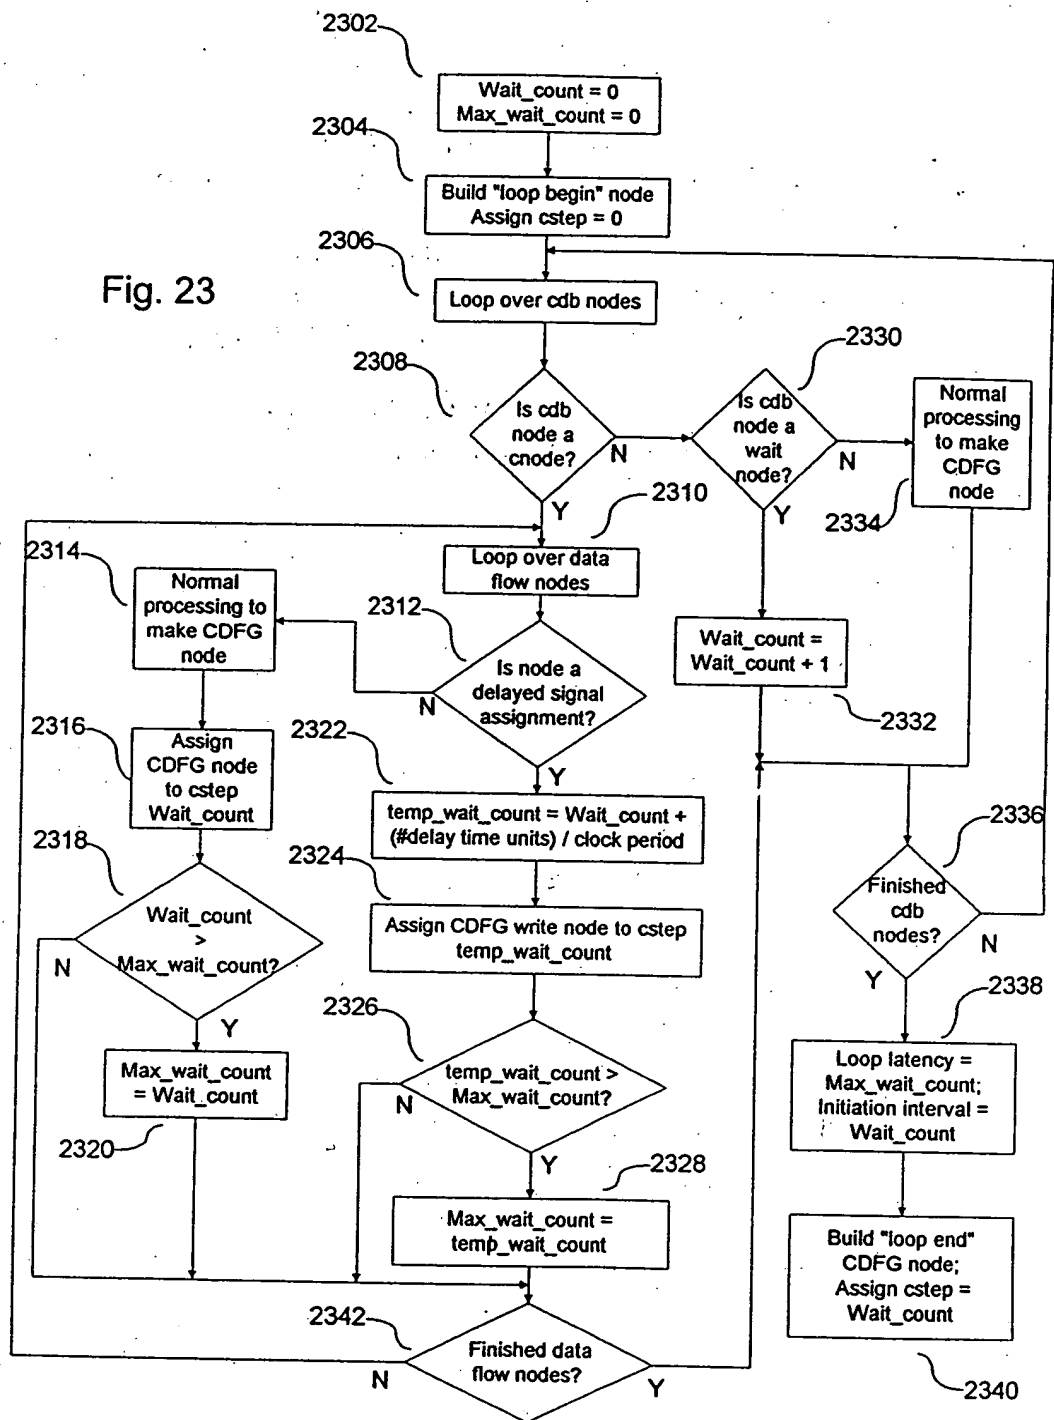 2302
Wait_count = 0
Max_wait_count = 0
2304
Build "loop begin" node
Assign cstep = 0
2306
Fig. 23
Loop over cdb nodes
2308
Is cdb
node a
cnode?
N
Y
2330
Is cdb
node a
wait
node?
N
Y
Normal
processing
to make
CDFG
node
2334
2310
Loop over data
flow nodes
2314
Normal
processing to
make CDFG
node
2312
Is node a
delayed signal
assignment?
N
Y
Wait_count =
Wait_count + 1
2332
2316
Assign
CDFG node
to cstep
Wait_count
2322
temp_wait_count = Wait_count +
(#delay time units) / clock period
2336
Finished
cdb
nodes?
N
Y
2318
Wait_count
>
Max_wait_count?
N
Y
2324
Assign CDFG write node to cstep
temp_wait_count
2326
temp_wait_count >
Max_wait_count?
N
Y
2338
Loop latency =
Max_wait_count;
Initiation interval =
Wait_count
Max_wait_count
= Wait_count
2320
2328
Max_wait_count =
temp_wait_count
Build "loop end"
CDFG node;
Assign cstep =
Wait_count
2340
2342
Finished data
flow nodes?
N
Y